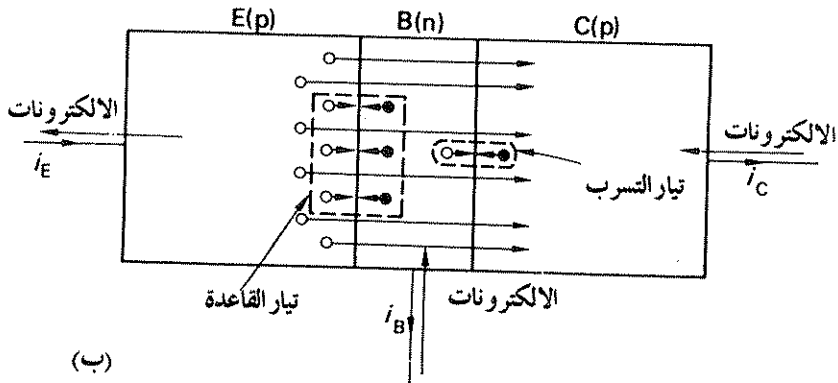 E(p) B(n) C(p)
الالكترونات
i_E
الالكترونات
i_C
تيار التسرب
تيار القاعدة
الالكترونات
i_B
(ب)